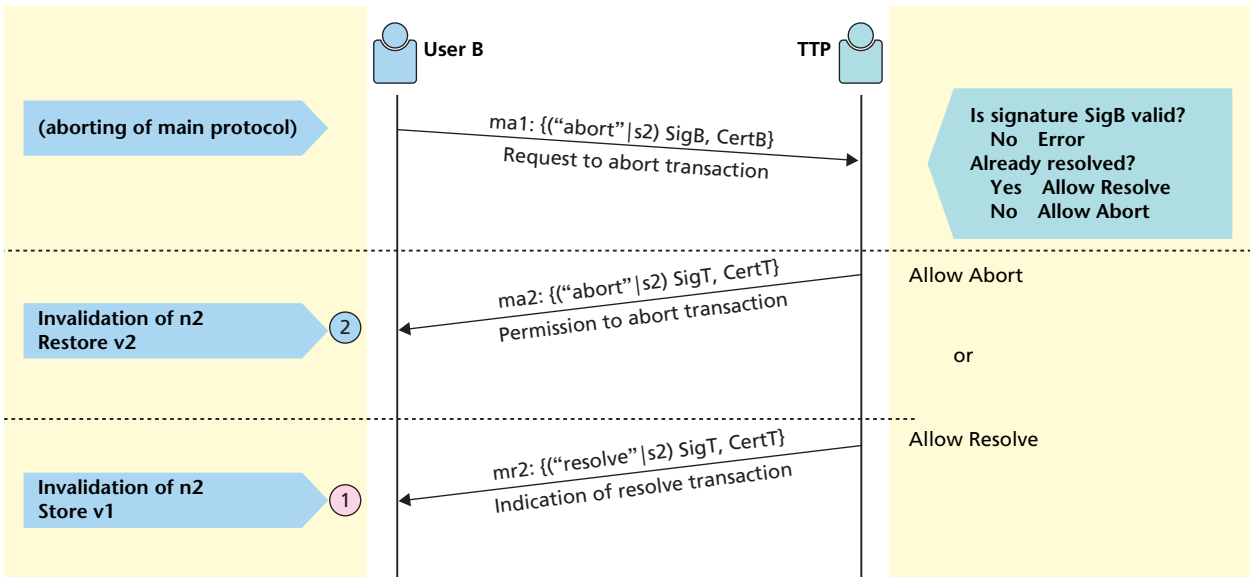 User B
TTP
(aborting of main protocol)
ma1: {(“abort”|s2) SigB, CertB}
Request to abort transaction
Is signature SigB valid?
No Error
Already resolved?
Yes Allow Resolve
No Allow Abort
ma2: {(“abort”|s2) SigT, CertT}
Permission to abort transaction
Allow Abort
Invalidation of n2
Restore v2
2
or
mr2: {(“resolve”|s2) SigT, CertT}
Indication of resolve transaction
Allow Resolve
Invalidation of n2
Store v1
1